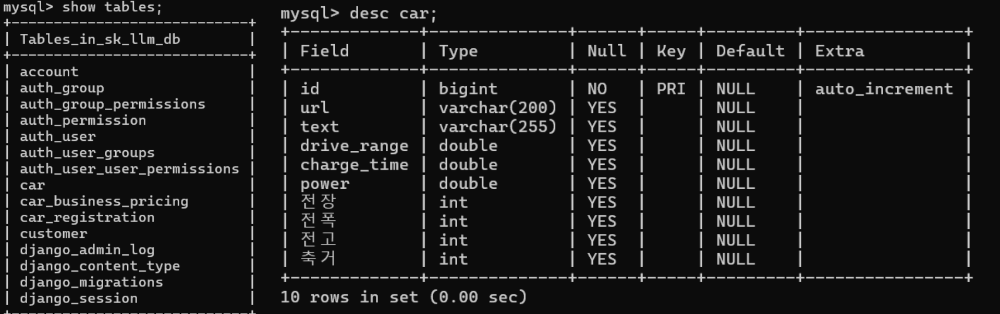 mysql> show tables;
+----------------------------+
| Tables_in_sk_llm_db        |
+----------------------------+
| account                    |
| auth_group                 |
| auth_group_permissions     |
| auth_permission            |
| auth_user                  |
| auth_user_groups           |
| auth_user_user_permissions |
| car                        |
| car_business_pricing       |
| car_registration           |
| customer                   |
| django_admin_log           |
| django_content_type        |
| django_migrations          |
| django_session             |
+----------------------------+
mysql> desc car;
+-------------+--------------+------+-----+---------+----------------+
| Field       | Type         | Null | Key | Default | Extra          |
+-------------+--------------+------+-----+---------+----------------+
| id          | bigint       | NO   | PRI | NULL    | auto_increment |
| url         | varchar(200) | YES  |     | NULL    |                |
| text        | varchar(255) | YES  |     | NULL    |                |
| drive_range | double       | YES  |     | NULL    |                |
| charge_time | double       | YES  |     | NULL    |                |
| power       | double       | YES  |     | NULL    |                |
| 전장        | int          | YES  |     | NULL    |                |
| 전폭        | int          | YES  |     | NULL    |                |
| 전고        | int          | YES  |     | NULL    |                |
| 축거        | int          | YES  |     | NULL    |                |
+-------------+--------------+------+-----+---------+----------------+
10 rows in set (0.00 sec)